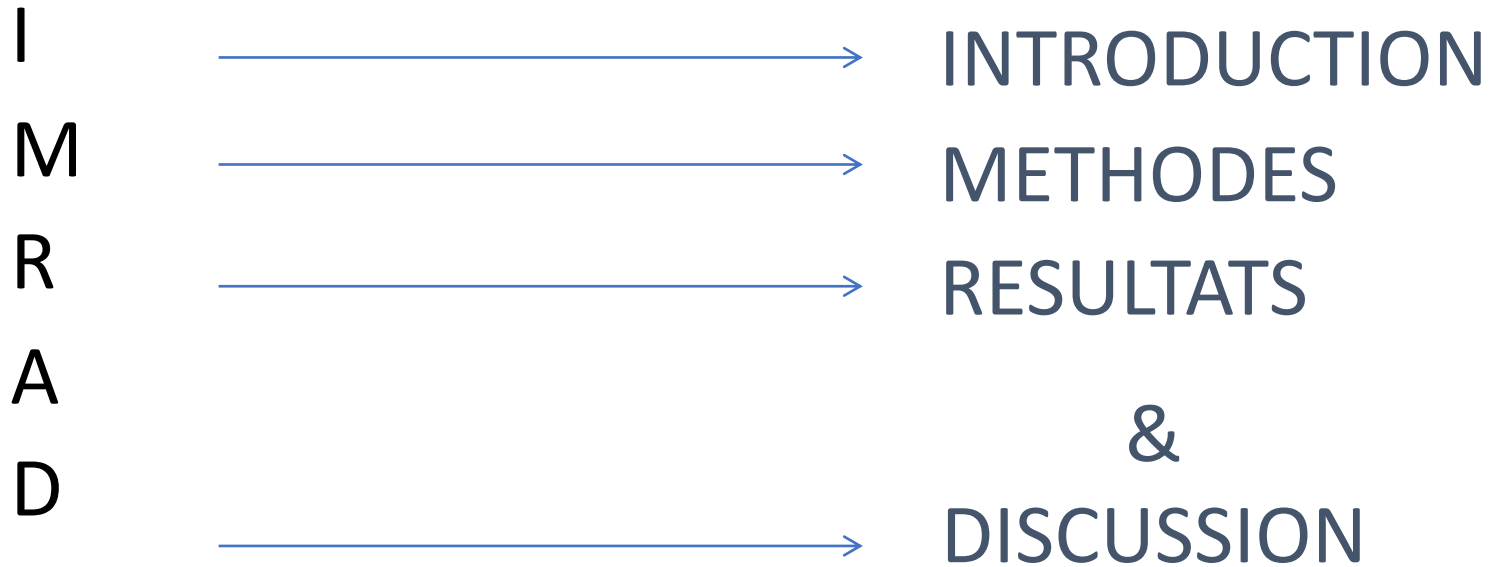 I INTRODUCTION
M METHODES
R RESULTATS
A &
D DISCUSSION